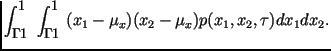 ∫_{Γ1}^{1} ∫_{Γ1}^{1} (x_1 − μ_x)(x_2 − μ_x)p(x_1, x_2, τ)dx_1dx_2.